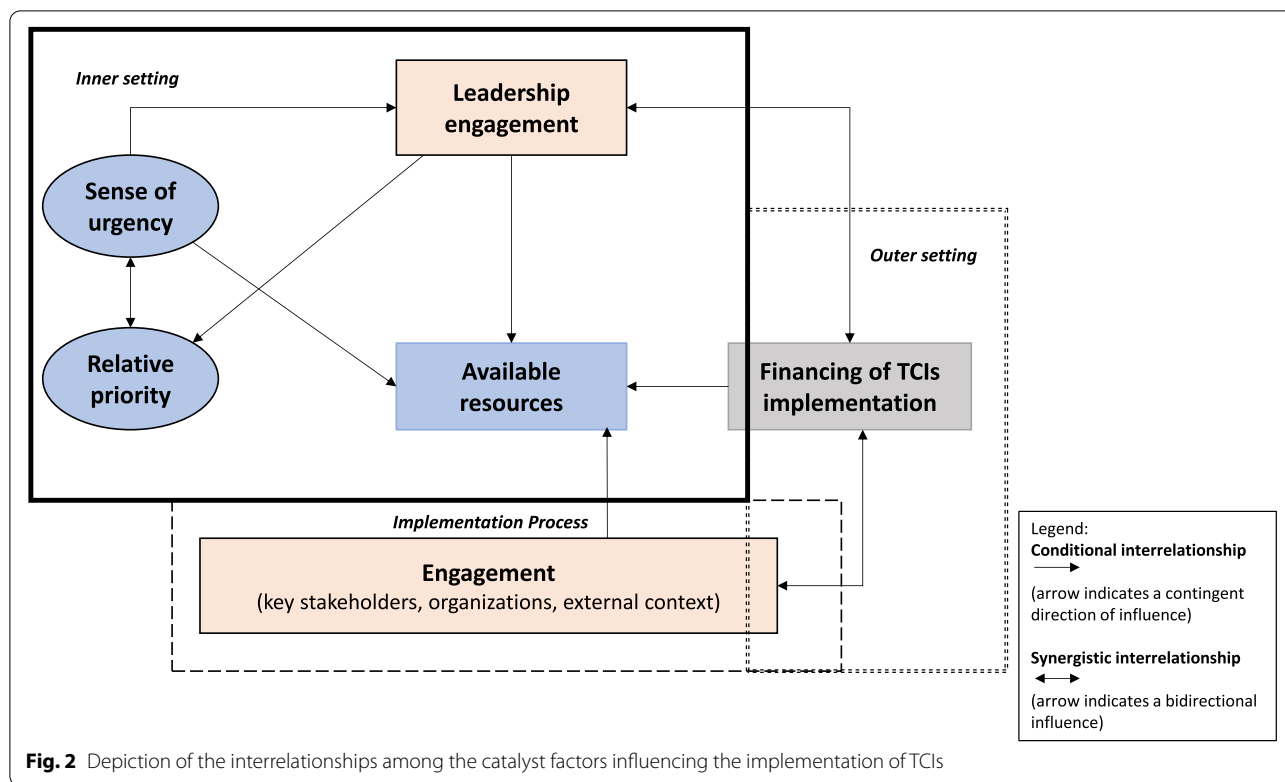 Inner setting
Leadership
engagement
Sense of
urgency
Outer setting
Relative
priority
Available
resources
Financing of TCIs
implementation
Implementation Process
Engagement
(key stakeholders, organizations, external context)
Legend:
Conditional interrelationship
(arrow indicates a contingent
direction of influence)
Synergistic interrelationship
(arrow indicates a bidirectional
influence)
Fig. 2 Depiction of the interrelationships among the catalyst factors influencing the implementation of TCIs